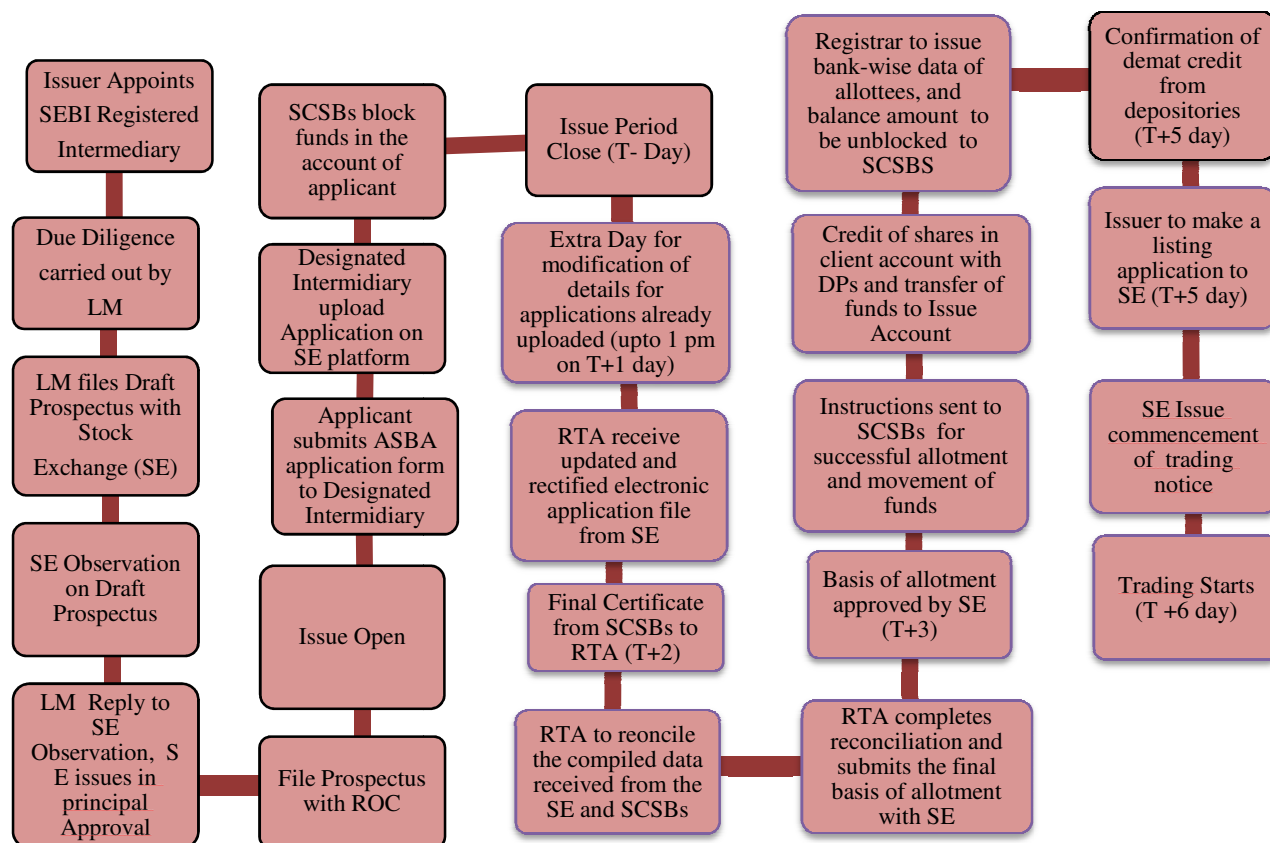 Issuer Appoints
SEBI Registered
Intermediary
Due Diligence
carried out by
LM
LM files Draft
Prospectus with
Stock
Exchange (SE)
SE Observation
on Draft
Prospectus
LM Reply to
SE
Observation, S
E issues in
principal
Approval
File Prospectus
with ROC
Issue Open
Applicant
submits ASBA
application form
to Designated
Intermidiary
Designated
Intermidiary
upload
Application on
SE platform
SCSBs block
funds in the
account of
applicant
Issue Period
Close (T- Day)
Extra Day for
modification of
details for
applications already
uploaded (upto 1 pm
on T+1 day)
RTA receive
updated and
rectified electronic
application file
from SE
Final Certificate
from SCSBs to
RTA (T+2)
RTA to reconcile
the compiled data
received from the
SE and SCSBs
RTA completes
reconciliation and
submits the final
basis of allotment
with SE
Basis of allotment
approved by SE
(T+3)
Instructions sent to
SCSBs for
successful allotment
and movement of
funds
Credit of shares in
client account with
DPs and transfer of
funds to Issue
Account
Registrar to issue
bank-wise data of
allottees, and
balance amount to
be unblocked to
SCSBS
Confirmation of
demat credit
from
depositories
(T+5 day)
Issuer to make a
listing
application to
SE (T+5 day)
SE Issue
commencement
of trading
notice
Trading Starts
(T +6 day)